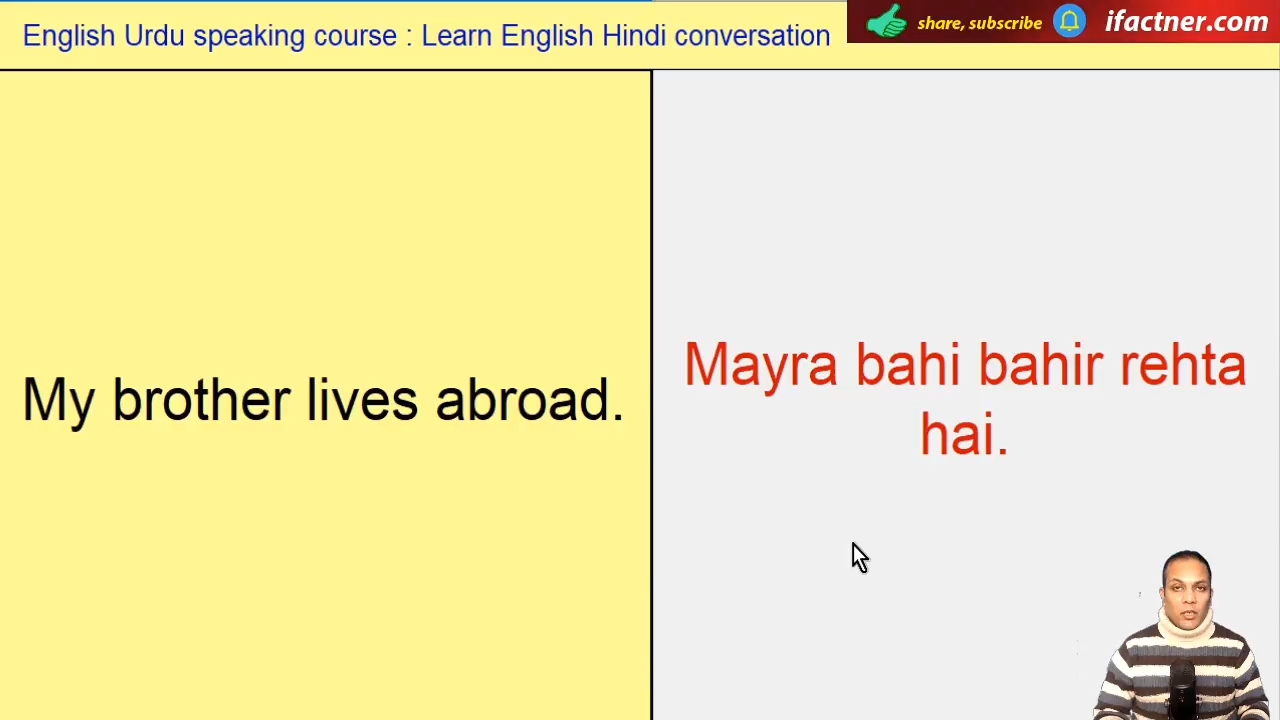 English Urdu speaking course : Learn English Hindi conversation
share, subscribe
ifactner.com
My brother lives abroad.
Mayra bahi bahir rehta
hai.